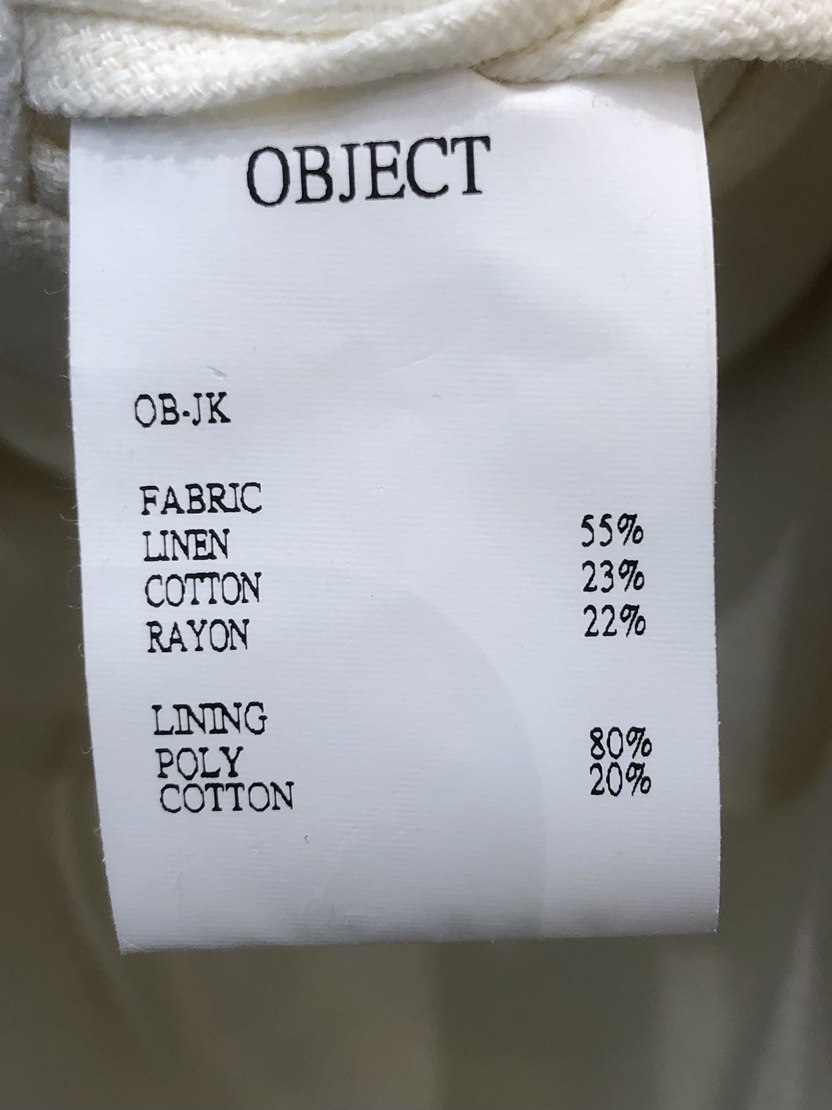 OBJECT
OB-JK
FABRIC
LINEN 55%
COTTON 23%
RAYON 22%
LINING
POLY 80%
COTTON 20%